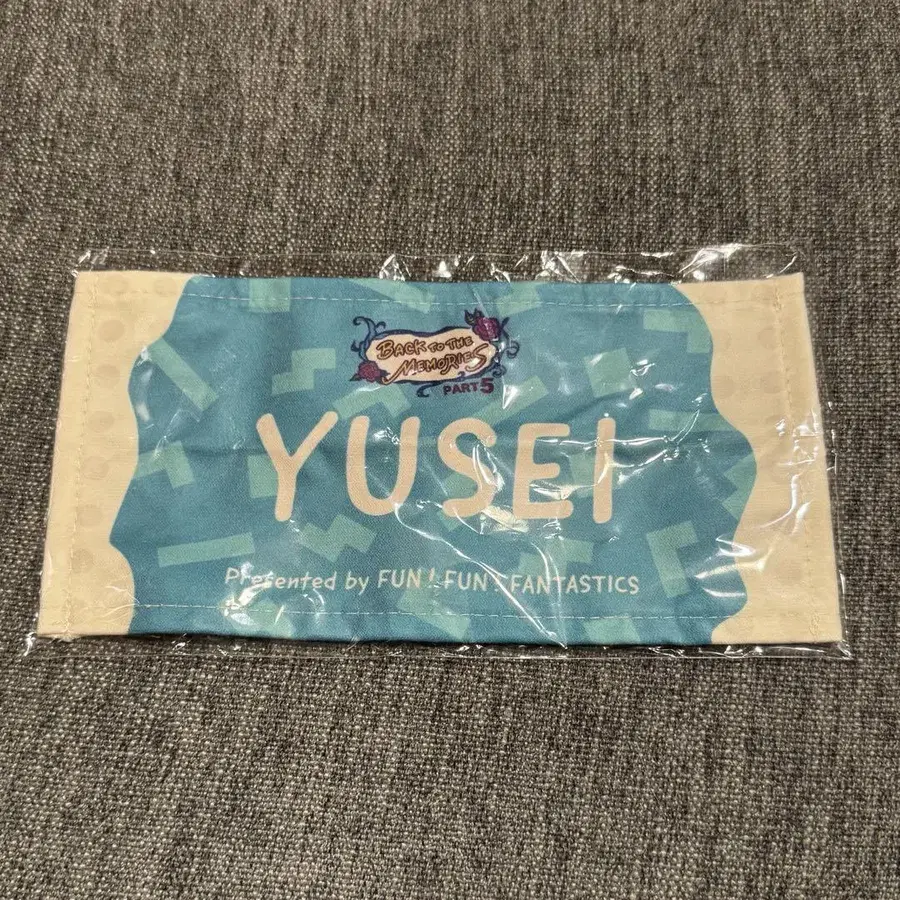 BACK TO THE
MEMORIES
PART 5
YUSEI
Presented by FUN! FUN! FANTASTICS